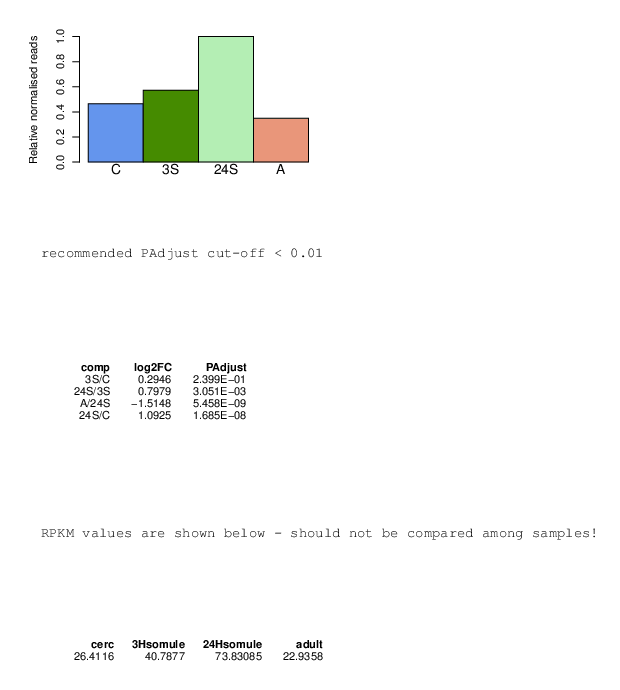 Relative normalised reads
1.0
0.8
0.6
0.4
0.2
0.0
C 3S 24S A
recommended PAdjust cut-off < 0.01
comp log2FC PAdjust
3S/C 0.2946 2.399E−01
24S/3S 0.7979 3.051E−03
A/24S −1.5148 5.458E−09
24S/C 1.0925 1.685E−08
RPKM values are shown below - should not be compared among samples!
cerc 3Hsomule 24Hsomule adult
26.4116 40.7877 73.83085 22.9358